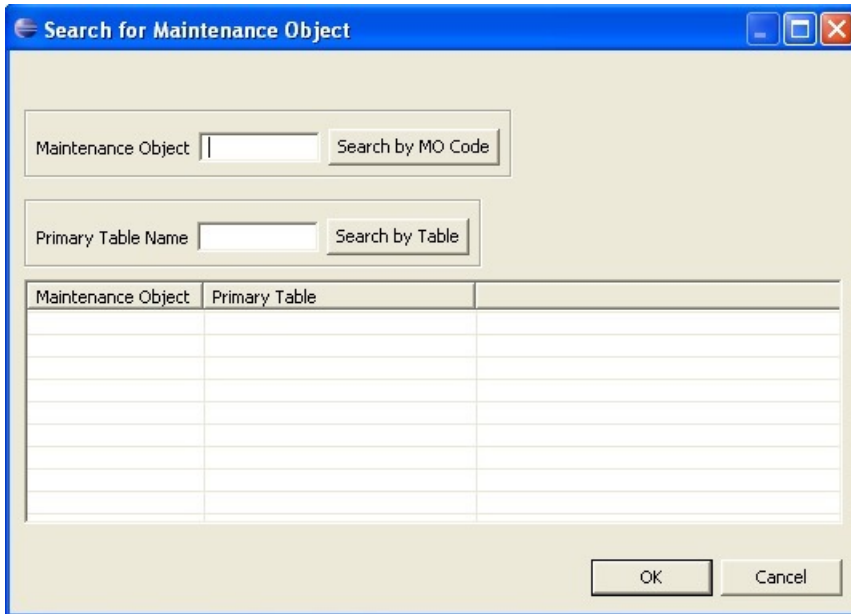 Search for Maintenance Object
Maintenance Object Search by MO Code
Primary Table Name Search by Table
Maintenance Object Primary Table
OK Cancel